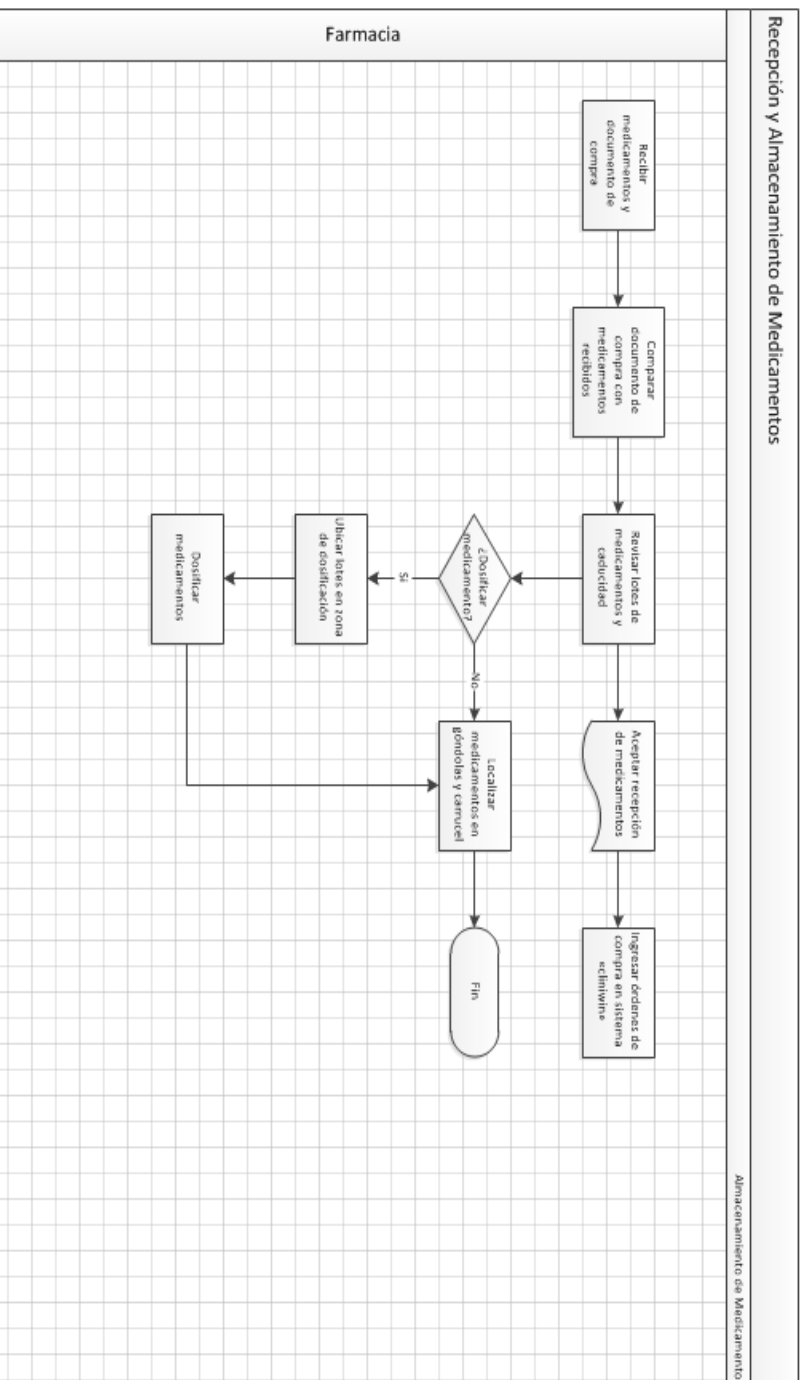 Recepción y Almacenamiento de Medicamentos
Almacenamiento de Medicamento
Farmacia
Recibir
medicamentos y
documento de
compra
Comparar
documento de
compra con
medicamentos
recibidos
Revisar lotes de
medicamentos y
caducidad
Aceptar recepción
de medicamentos
Ingresar órdenes de
compra en sistema
«cliniwin»
¿Dosificar
medicamento?
No
Localizar
medicamentos en
góndolas y carrucel
Fin
Si
Ubicar lotes en zona
de dosificación
Dosificar
medicamentos